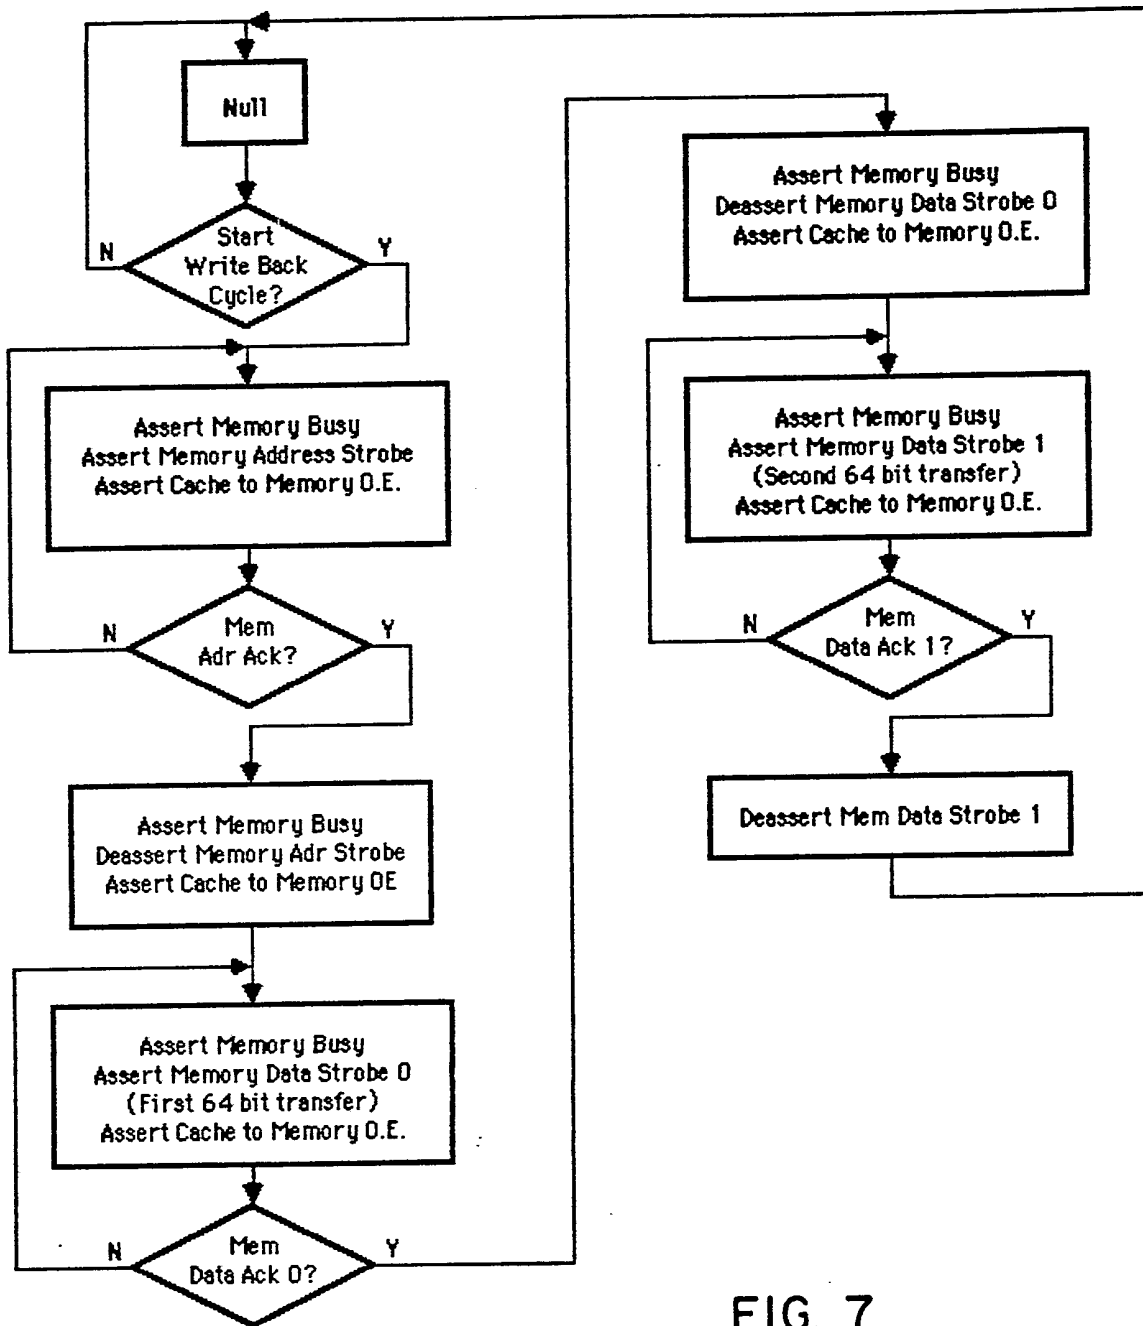 Null
Start
Write Back
Cycle?
N
Y
Assert Memory Busy
Assert Memory Address Strobe
Assert Cache to Memory O.E.
Mem
Adr Ack?
N
Y
Assert Memory Busy
Deassert Memory Adr Strobe
Assert Cache to Memory OE
Assert Memory Busy
Assert Memory Data Strobe 0
(First 64 bit transfer)
Assert Cache to Memory O.E.
Mem
Data Ack 0?
N
Y
Assert Memory Busy
Deassert Memory Data Strobe 0
Assert Cache to Memory O.E.
Assert Memory Busy
Assert Memory Data Strobe 1
(Second 64 bit transfer)
Assert Cache to Memory O.E.
Mem
Data Ack 1?
N
Y
Deassert Mem Data Strobe 1
FIG. 7